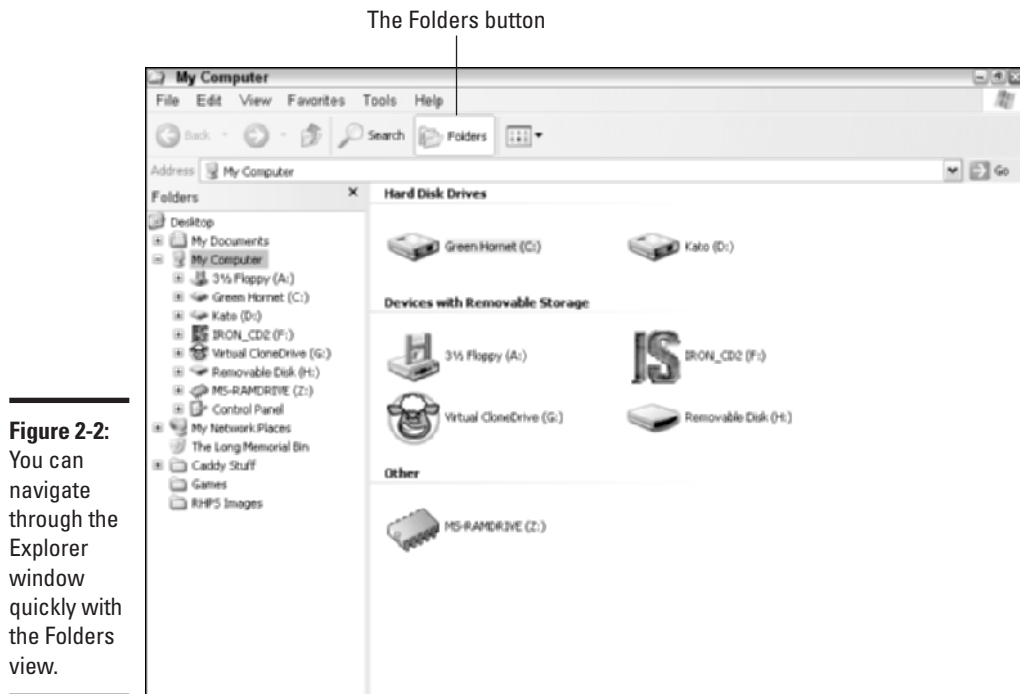 The Folders button
My Computer
File Edit View Favorites Tools Help
Back Search Folders
Address My Computer Go
Folders
Desktop
My Documents
My Computer
3½ Floppy (A:)
Green Hornet (C:)
Kato (D:)
IRON_CD2 (F:)
Virtual CloneDrive (G:)
Removable Disk (H:)
MS-RAMDRIVE (Z:)
Control Panel
My Network Places
The Long Memorial Bin
Caddy Stuff
Games
RHPS Images
Hard Disk Drives
Green Hornet (C:) Kato (D:)
Devices with Removable Storage
3½ Floppy (A:) IS IRON_CD2 (F:)
Virtual CloneDrive (G:) Removable Disk (H:)
Other
MS-RAMDRIVE (Z:)
Figure 2-2:
You can
navigate
through the
Explorer
window
quickly with
the Folders
view.